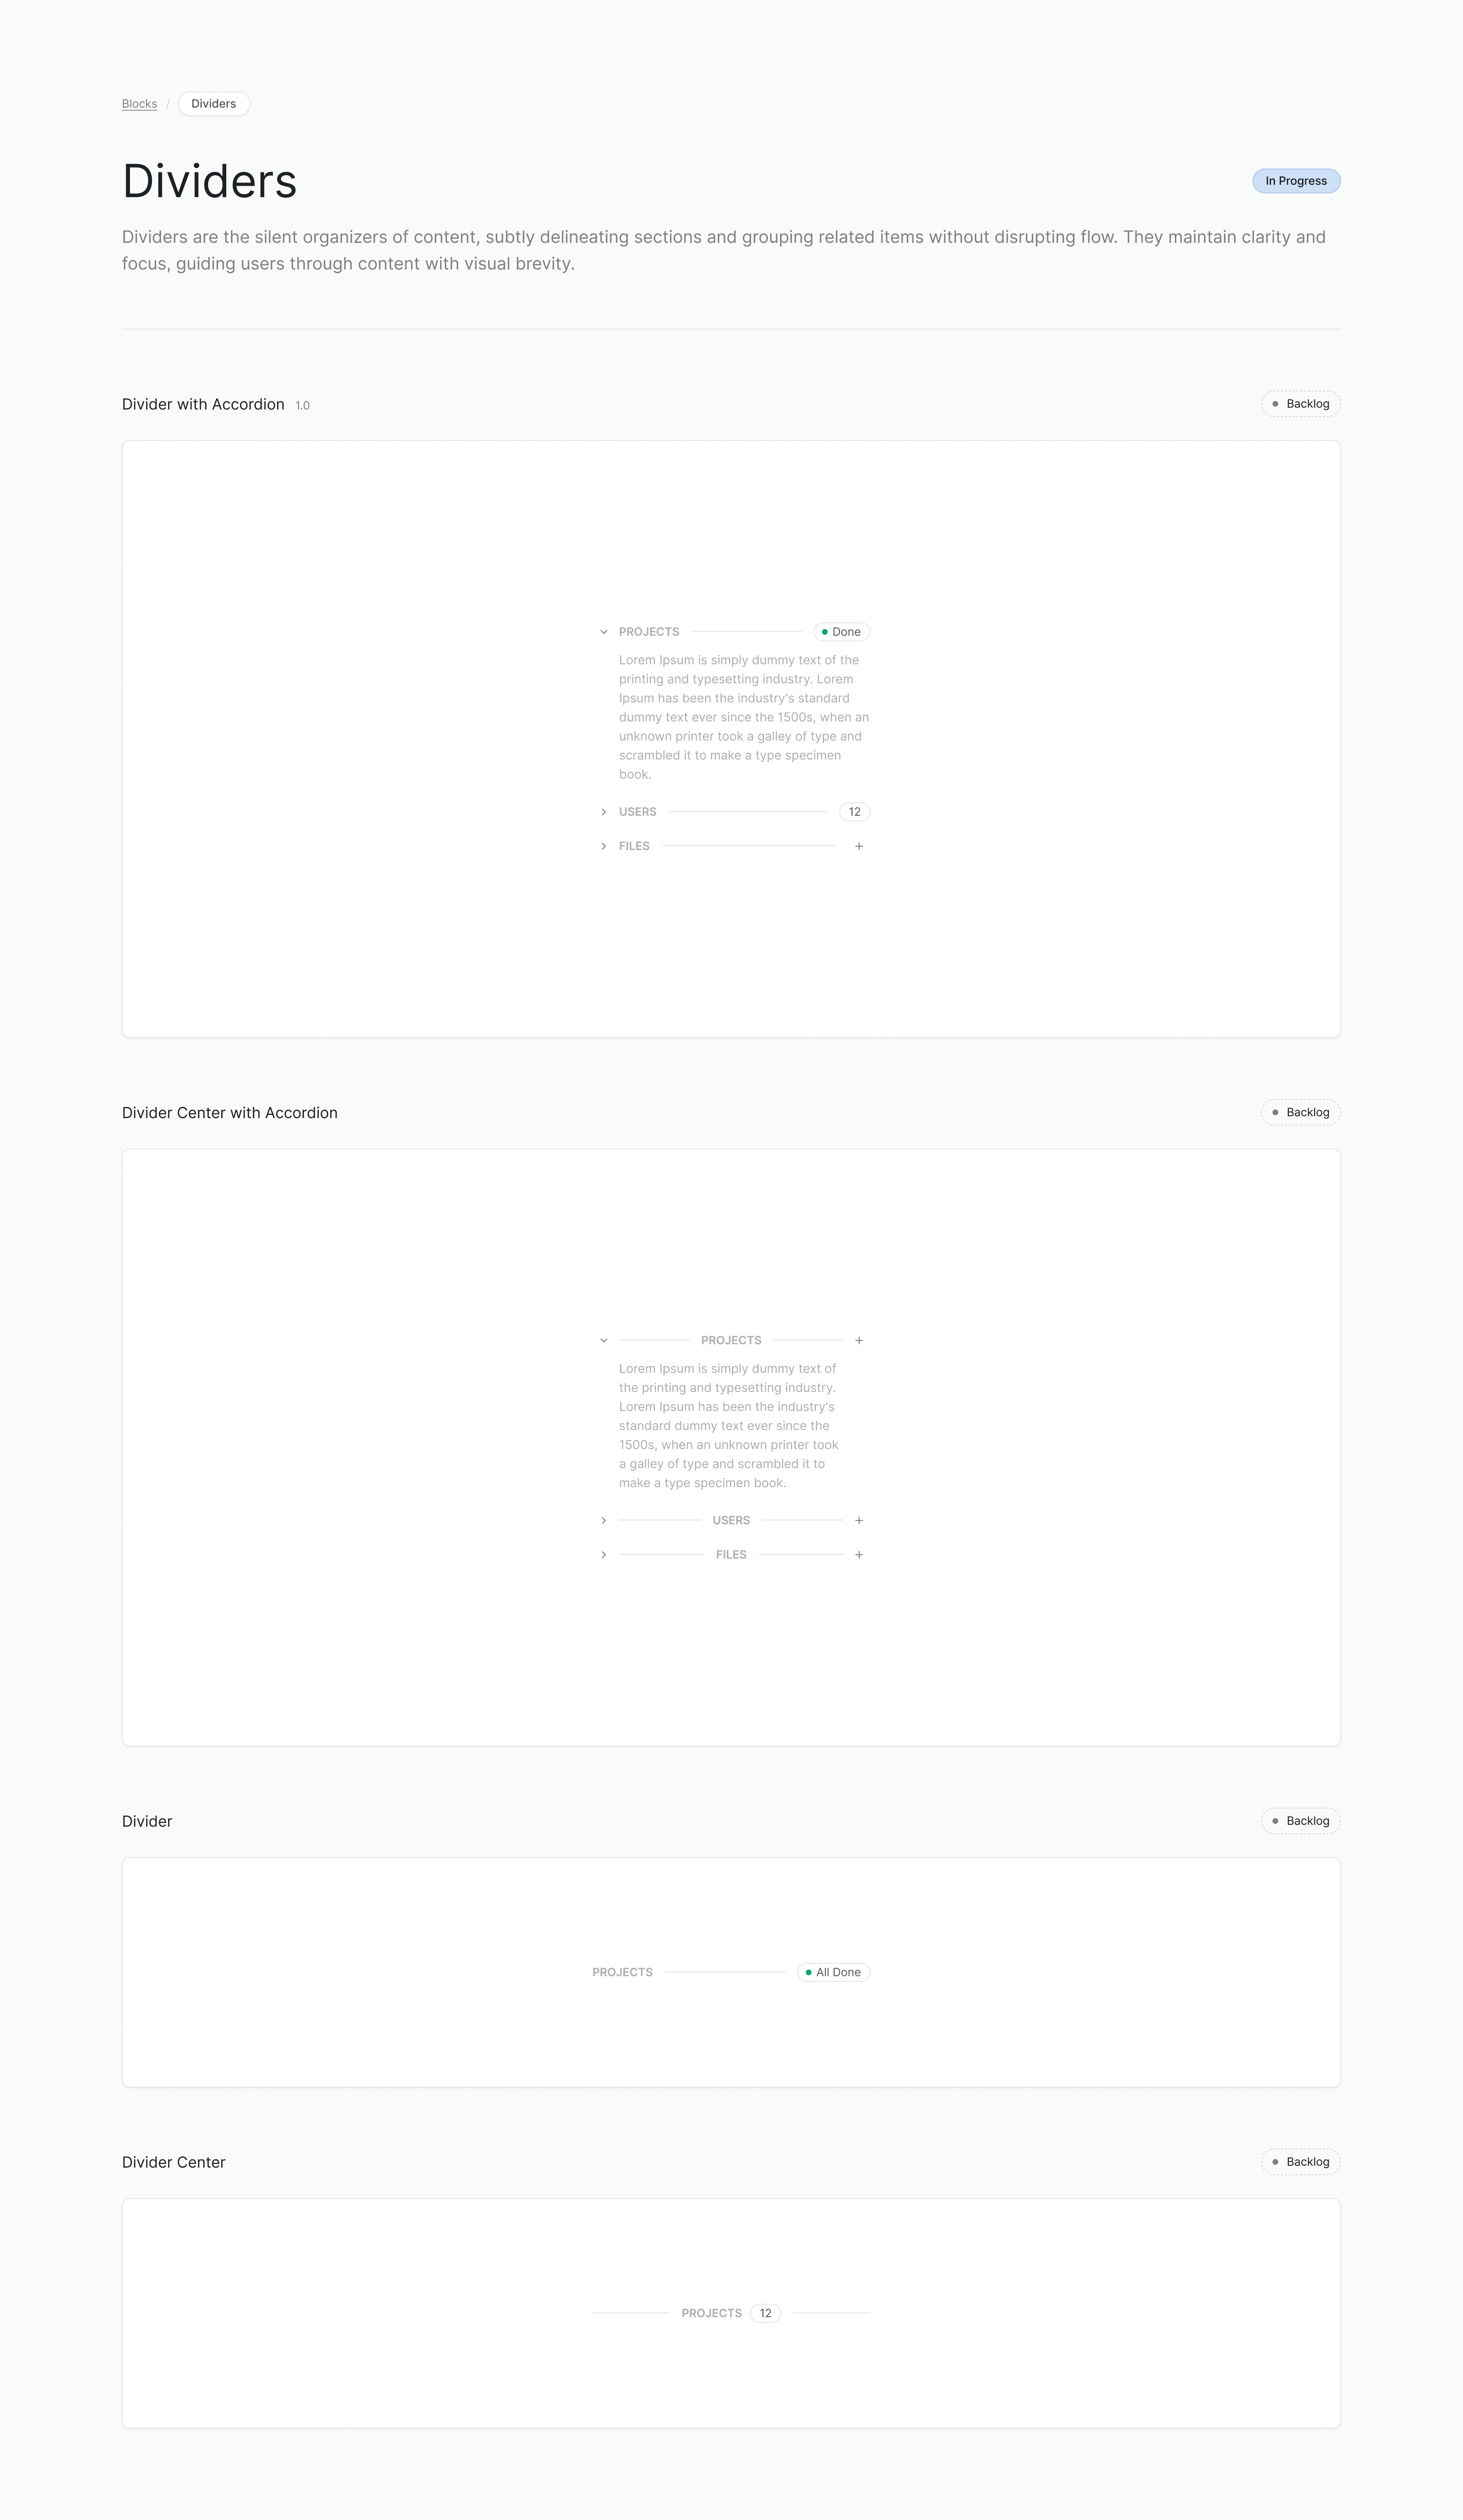 Blocks / Dividers
Dividers
In Progress
Dividers are the silent organizers of content, subtly delineating sections and grouping related items without disrupting flow. They maintain clarity and
focus, guiding users through content with visual brevity.
Divider with Accordion 1.0
Backlog
PROJECTS
Done
Lorem Ipsum is simply dummy text of the
printing and typesetting industry. Lorem
Ipsum has been the industry's standard
dummy text ever since the 1500s, when an
unknown printer took a galley of type and
scrambled it to make a type specimen
book.
USERS
12
FILES
Divider Center with Accordion
Backlog
PROJECTS
Lorem Ipsum is simply dummy text of
the printing and typesetting industry.
Lorem Ipsum has been the industry's
standard dummy text ever since the
1500s, when an unknown printer took
a galley of type and scrambled it to
make a type specimen book.
USERS
FILES
Divider
Backlog
PROJECTS
All Done
Divider Center
Backlog
PROJECTS 12